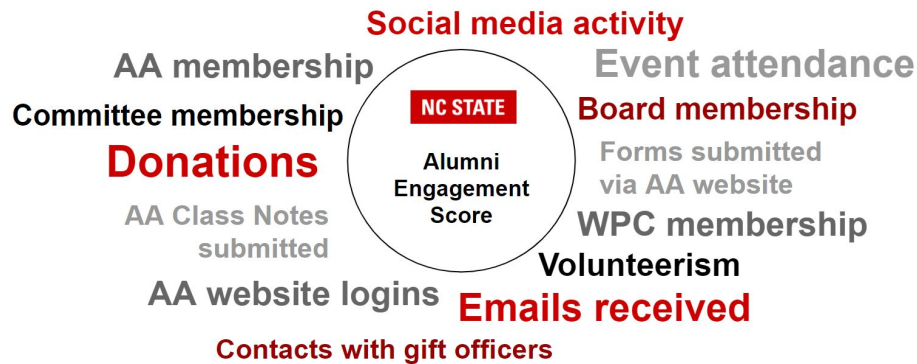 Social media activity
AA membership
Event attendance
Committee membership
NC STATE
Board membership
Donations
Alumni
Engagement
Score
Forms submitted
via AA website
AA Class Notes
submitted
WPC membership
Volunteerism
AA website logins
Emails received
Contacts with gift officers